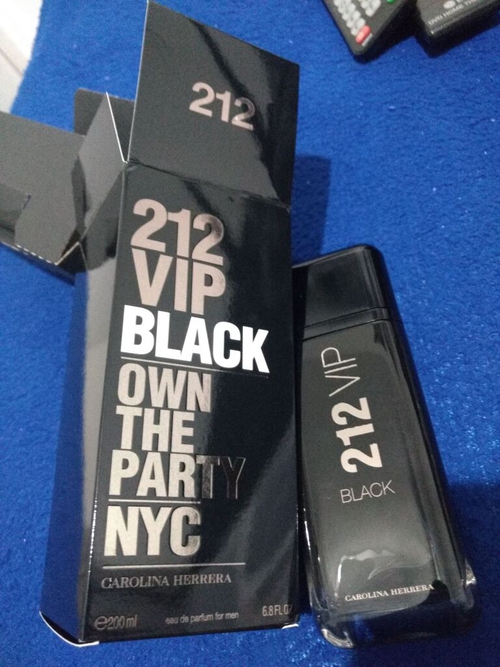 212
212
VIP
BLACK
OWN
THE
PARTY
NYC
CAROLINA HERRERA
℮200 ml
eau de parfum for men
6.8 FL.O
212 VIP
BLACK
CAROLINA HERRERA